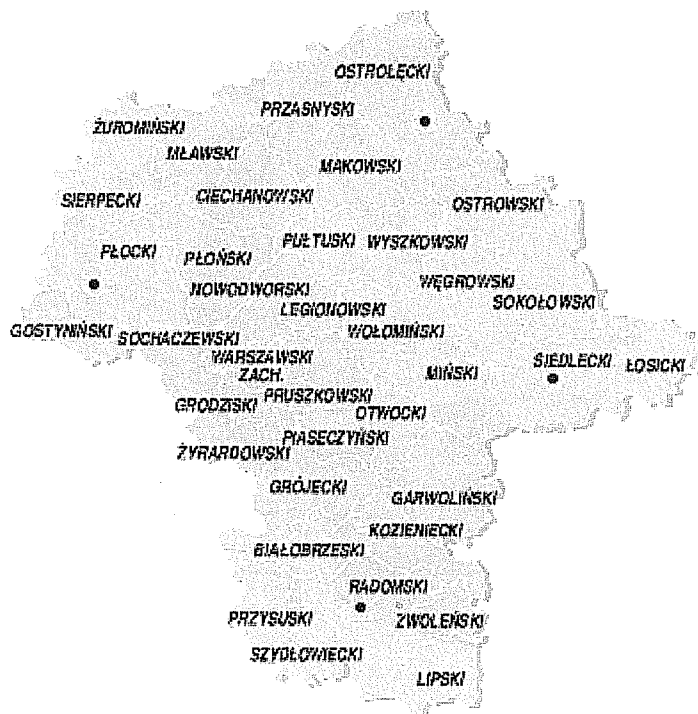 OSTROŁĘCKI
PRZASNYSKI
ŻUROMIŃSKI
MŁAWSKI
MAKOWSKI
SIERPECKI
CIECHANOWSKI
OSTROWSKI
PŁOCKI
PŁOŃSKI
PUŁTUSKI
WYSZKOWSKI
NOWODWORSKI
WĘGROWSKI
SOKOŁOWSKI
LEGIONOWSKI
GOSTYNIŃSKI
SOCHACZEWSKI
WOŁOMIŃSKI
WARSZAWSKI
ZACH.
MIŃSKI
SIEDLECKI
ŁOSICKI
PRUSZKOWSKI
GRODZISKI
OTWOCKI
PIASECZYŃSKI
ŻYRARDOWSKI
GRÓJECKI
GARWOLIŃSKI
KOZIENIECKI
BIAŁOBRZESKI
RADOMSKI
PRZYSUSKI
ZWOLEŃSKI
SZYDŁOWIECKI
LIPSKI